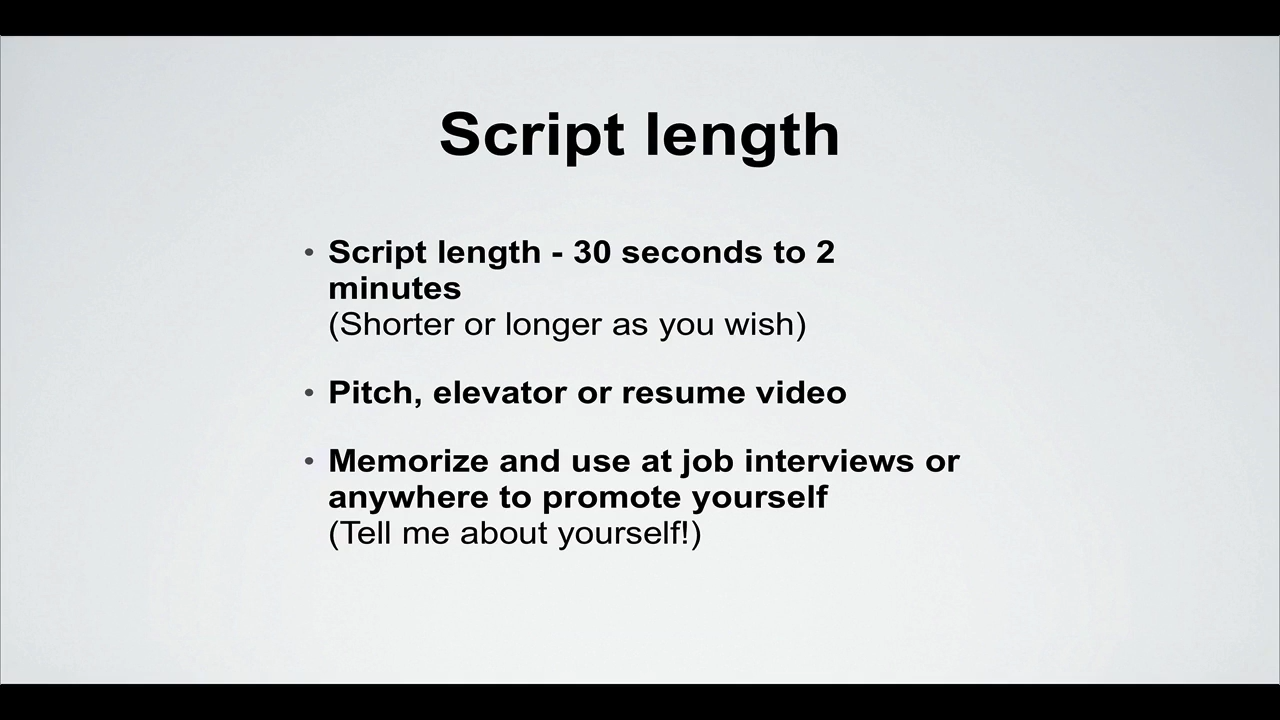 Script length
• Script length - 30 seconds to 2
minutes
(Shorter or longer as you wish)
• Pitch, elevator or resume video
• Memorize and use at job interviews or
anywhere to promote yourself
(Tell me about yourself!)